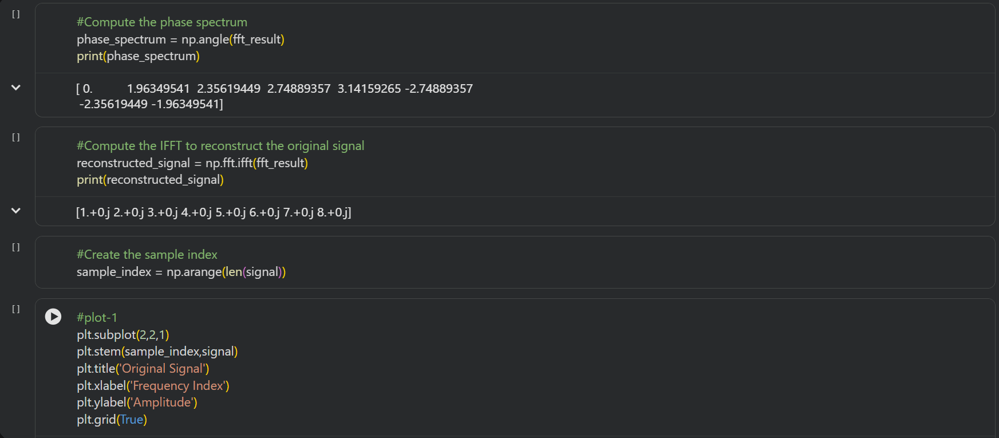 [ ]
#Compute the phase spectrum
phase_spectrum = np.angle(fft_result)
print(phase_spectrum)
[ 0.          1.96349541  2.35619449  2.74889357  3.14159265 -2.74889357
 -2.35619449 -1.96349541]
[ ]
#Compute the IFFT to reconstruct the original signal
reconstructed_signal = np.fft.ifft(fft_result)
print(reconstructed_signal)
[1.+0.j 2.+0.j 3.+0.j 4.+0.j 5.+0.j 6.+0.j 7.+0.j 8.+0.j]
[ ]
#Create the sample index
sample_index = np.arange(len(signal))
[ ]
#plot-1
plt.subplot(2,2,1)
plt.stem(sample_index,signal)
plt.title('Original Signal')
plt.xlabel('Frequency Index')
plt.ylabel('Amplitude')
plt.grid(True)